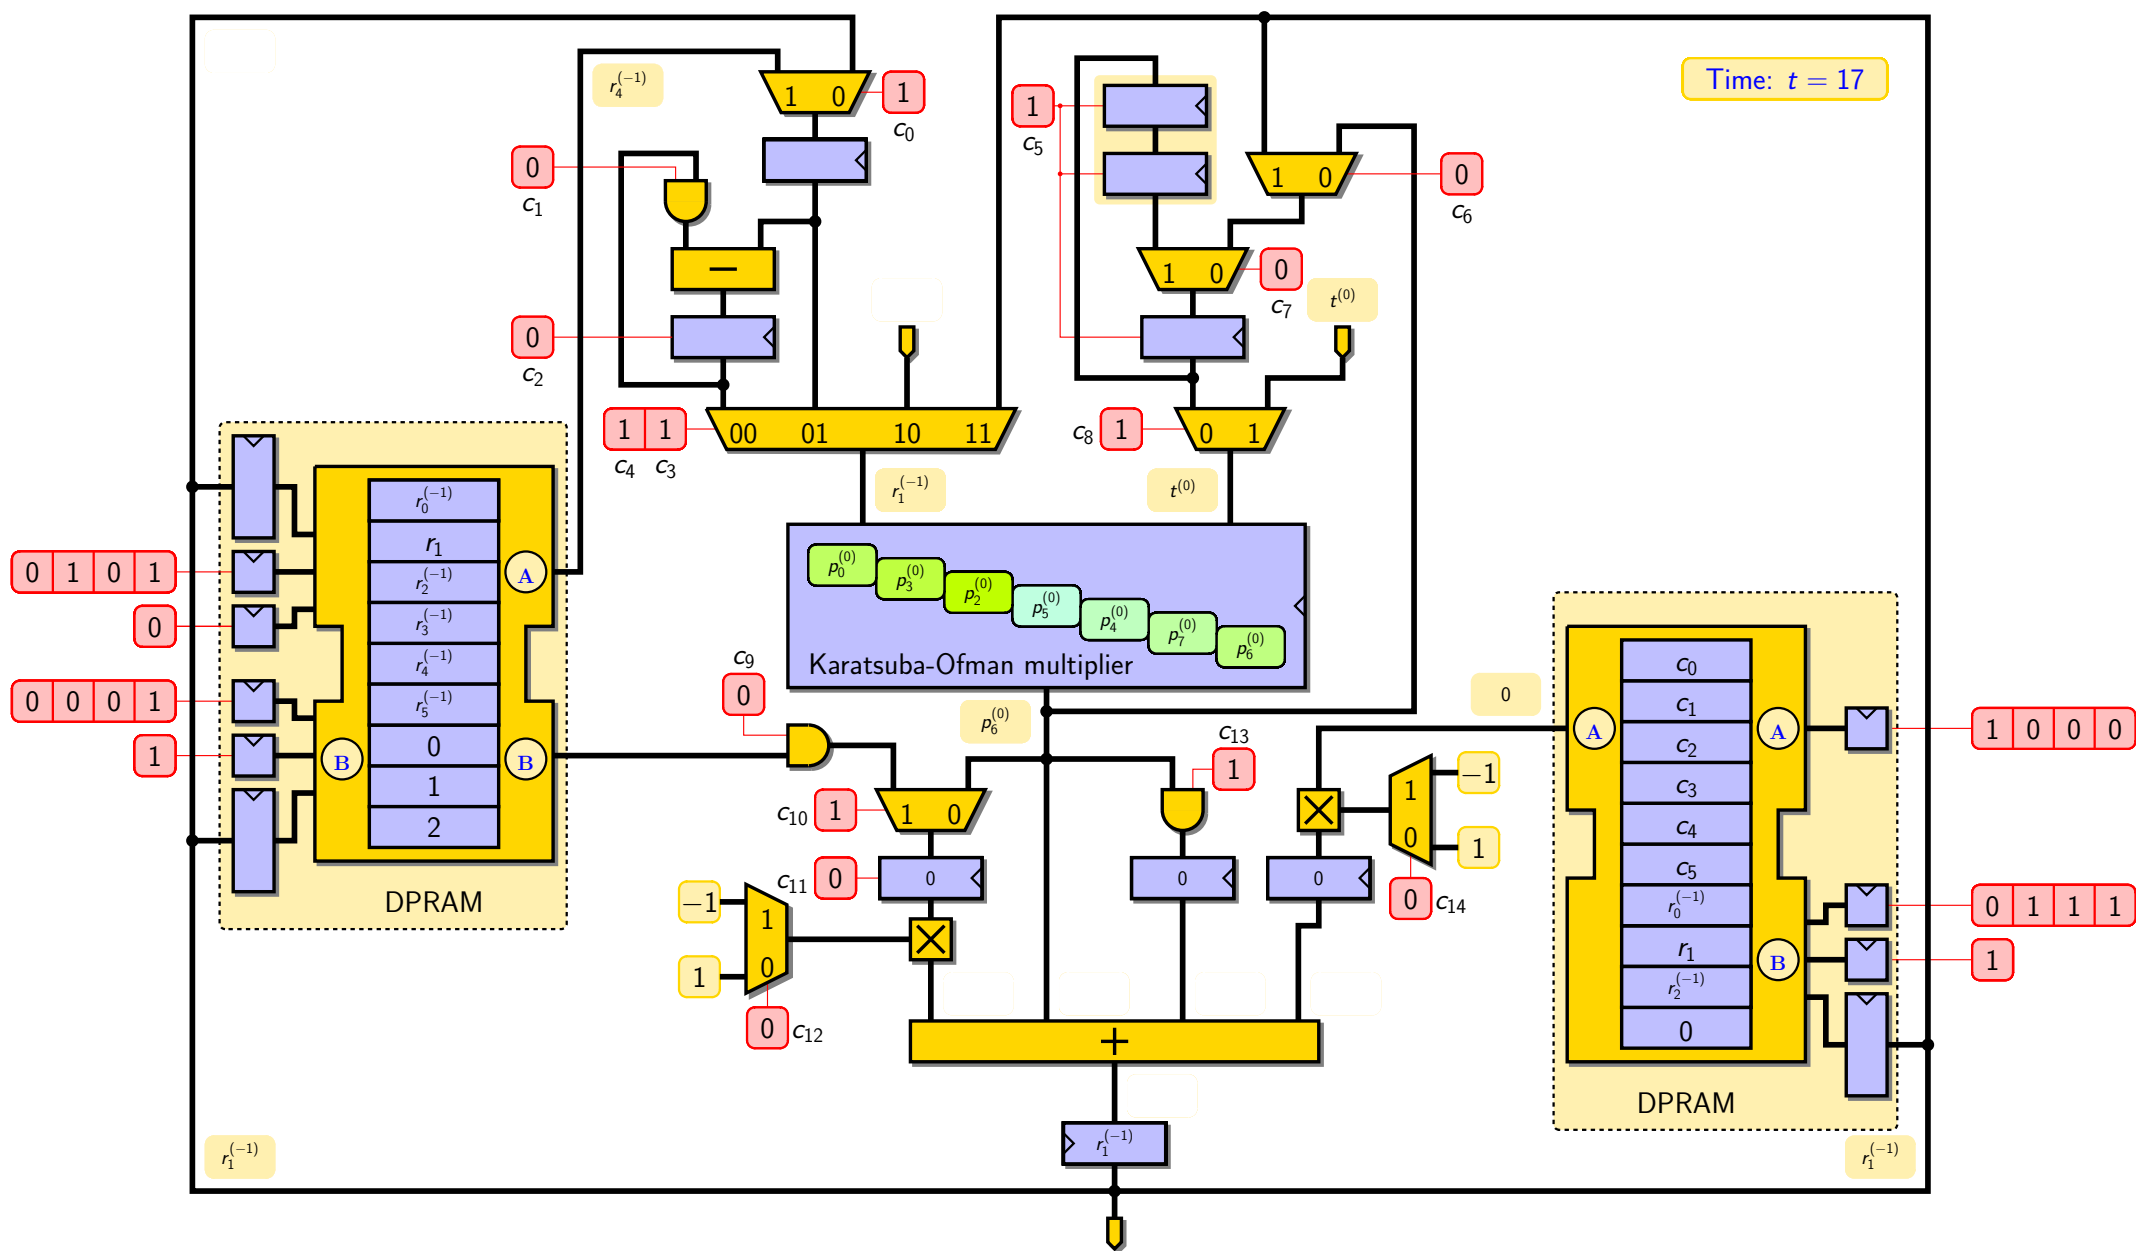 Time: t = 17
r₄⁽⁻¹⁾
1 0
1
c₀
1
c₅
0
c₁
1 0
0
c₆
−
1 0
0
c₇
t⁽⁰⁾
0
c₂
1 1
c₄ c₃
00 01 10 11
c₈
1
0 1
r₁⁽⁻¹⁾
t⁽⁰⁾
r₀⁽⁻¹⁾
r₁
r₂⁽⁻¹⁾
r₃⁽⁻¹⁾
r₄⁽⁻¹⁾
r₅⁽⁻¹⁾
0
1
2
A
B
B
DPRAM
0 1 0 1
0
0 0 0 1
1
p₀⁽⁰⁾
p₃⁽⁰⁾
p₂⁽⁰⁾
p₅⁽⁰⁾
p₄⁽⁰⁾
p₇⁽⁰⁾
p₆⁽⁰⁾
Karatsuba-Ofman multiplier
c₉
0
p₆⁽⁰⁾
c₁₃
1
0
c₁₀
1
1 0
×
1
0
−1
1
c₁₁
0
0
0
0
0
c₁₄
−1
1
1
0
×
0
c₁₂
+
r₁⁽⁻¹⁾
r₁⁽⁻¹⁾
A
A
B
c₀
c₁
c₂
c₃
c₄
c₅
r₀⁽⁻¹⁾
r₁
r₂⁽⁻¹⁾
0
DPRAM
1 0 0 0
0 1 1 1
1
r₁⁽⁻¹⁾